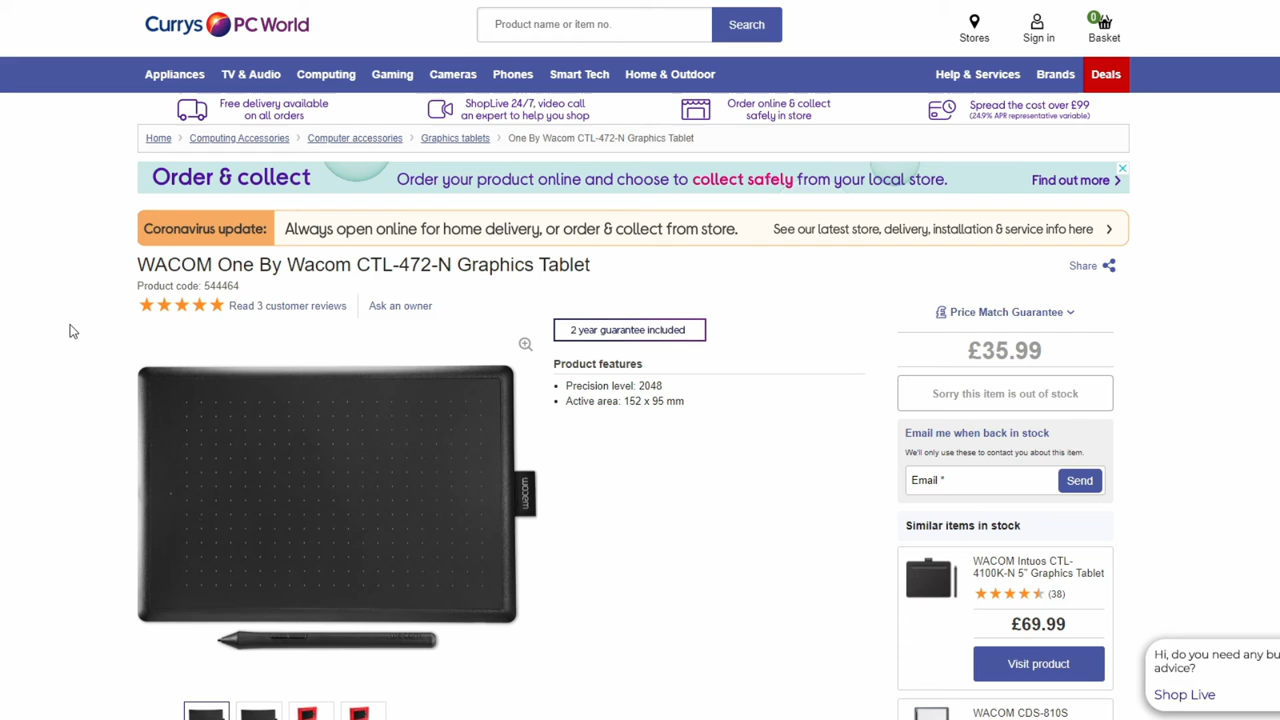 Currys PC World
Product name or item no.
Search
Stores
Sign in
0
Basket
Appliances
TV & Audio
Computing
Gaming
Cameras
Phones
Smart Tech
Home & Outdoor
Help & Services
Brands
Deals
Free delivery available
on all orders
ShopLive 24/7, video call
an expert to help you shop
Order online & collect
safely in store
Spread the cost over £99
(24.9% APR representative variable)
Home
Computing Accessories
Computer accessories
Graphics tablets
One By Wacom CTL-472-N Graphics Tablet
Order & collect
Order your product online and choose to collect safely from your local store.
Find out more
Coronavirus update:
Always open online for home delivery, or order & collect from store.
See our latest store, delivery, installation & service info here
WACOM One By Wacom CTL-472-N Graphics Tablet
Share
Product code: 544464
Read 3 customer reviews
Ask an owner
2 year guarantee included
Product features
• Precision level: 2048
• Active area: 152 x 95 mm
wacom
Price Match Guarantee
£35.99
Sorry this item is out of stock
Email me when back in stock
We'll only use these to contact you about this item.
Email *
Send
Similar items in stock
WACOM Intuos CTL-
4100K-N 5" Graphics Tablet
(38)
£69.99
Visit product
WACOM CDS-810S
Hi, do you need any bu
advice?
Shop Live